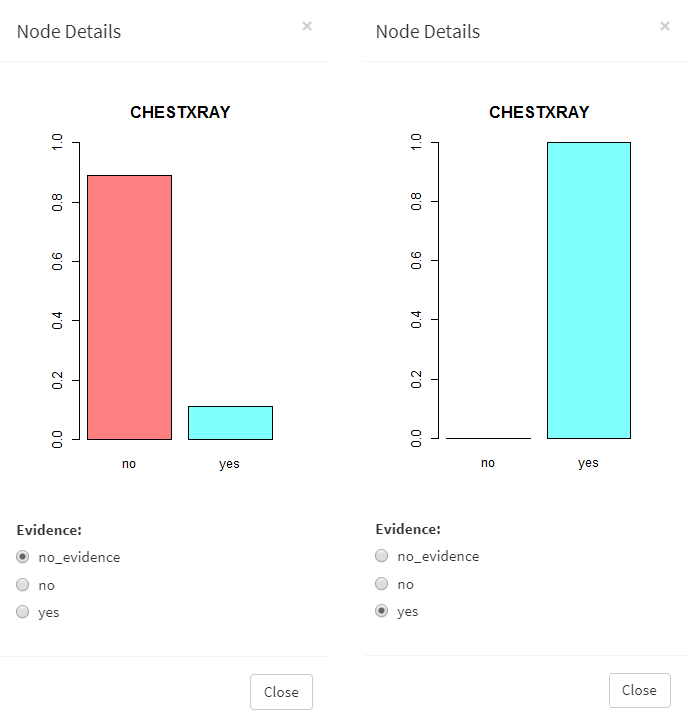 Node Details ×
CHESTXRAY
1.0
0.8
0.6
0.4
0.2
0.0
no yes
Evidence:
no_evidence
no
yes
Close
Node Details ×
CHESTXRAY
1.0
0.8
0.6
0.4
0.2
0.0
no yes
Evidence:
no_evidence
no
yes
Close